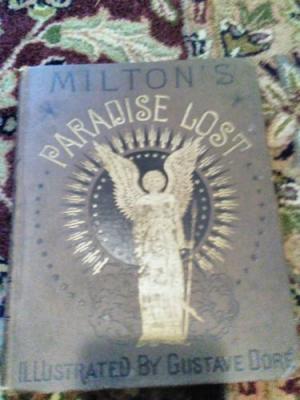 MILTON'S
PARADISE LOST
ILLUSTRATED BY GUSTAVE DORÉ